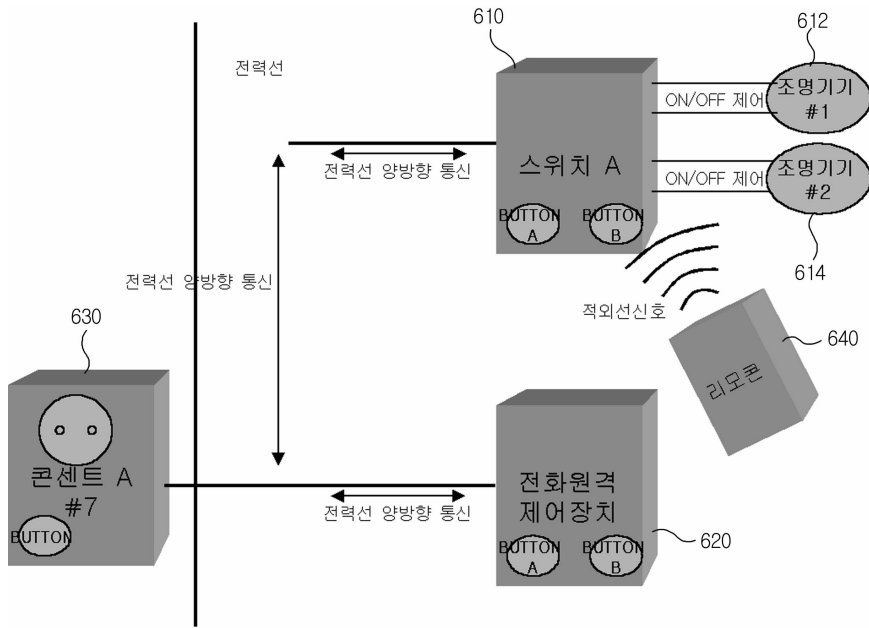 610
612
전력선
조명기기
#1
ON/OFF 제어
스위치 A
전력선 양방향 통신
조명기기
#2
ON/OFF 제어
BUTTON
A
BUTTON
B
614
전력선 양방향 통신
적외선신호
630
640
리모콘
콘센트 A
#7
BUTTON
전화원격
제어장치
전력선 양방향 통신
620
BUTTON
A
BUTTON
B